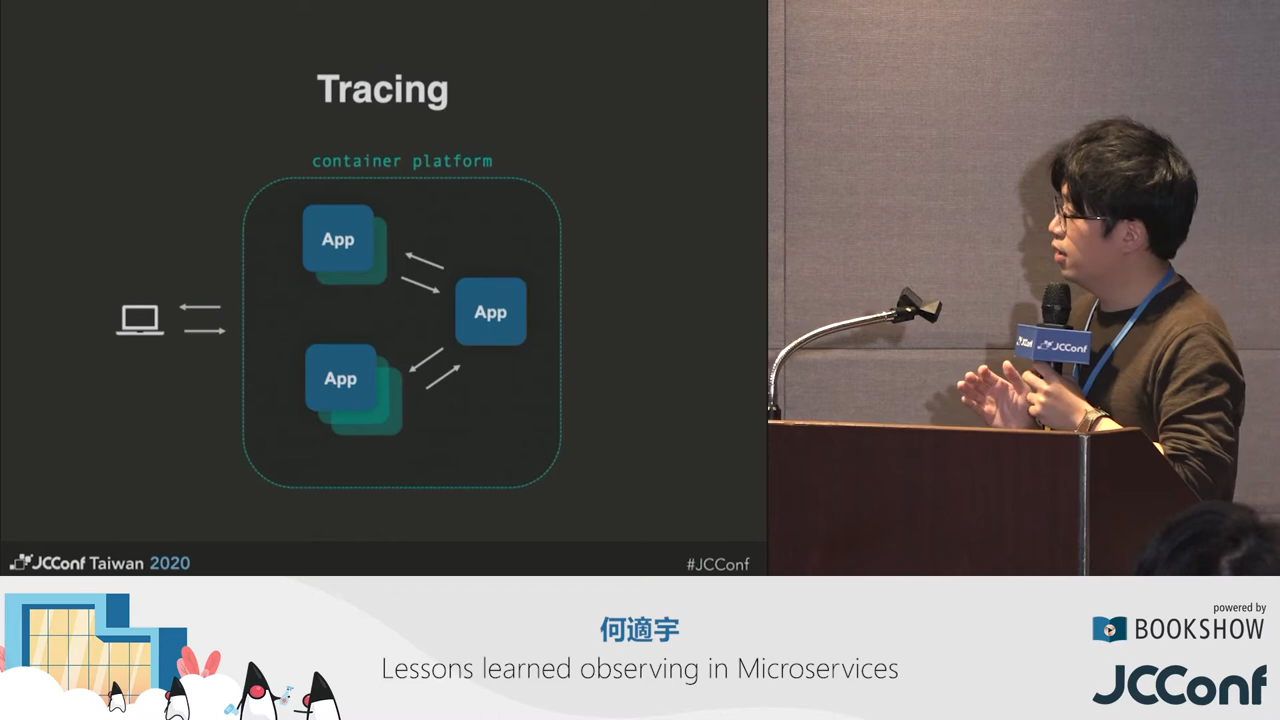 Tracing
container platform
App
App
App
JCConf Taiwan 2020
#JCConf
JCConf
JCConf
何適宇
Lessons learned observing in Microservices
powered by
BOOKSHOW
JCConf